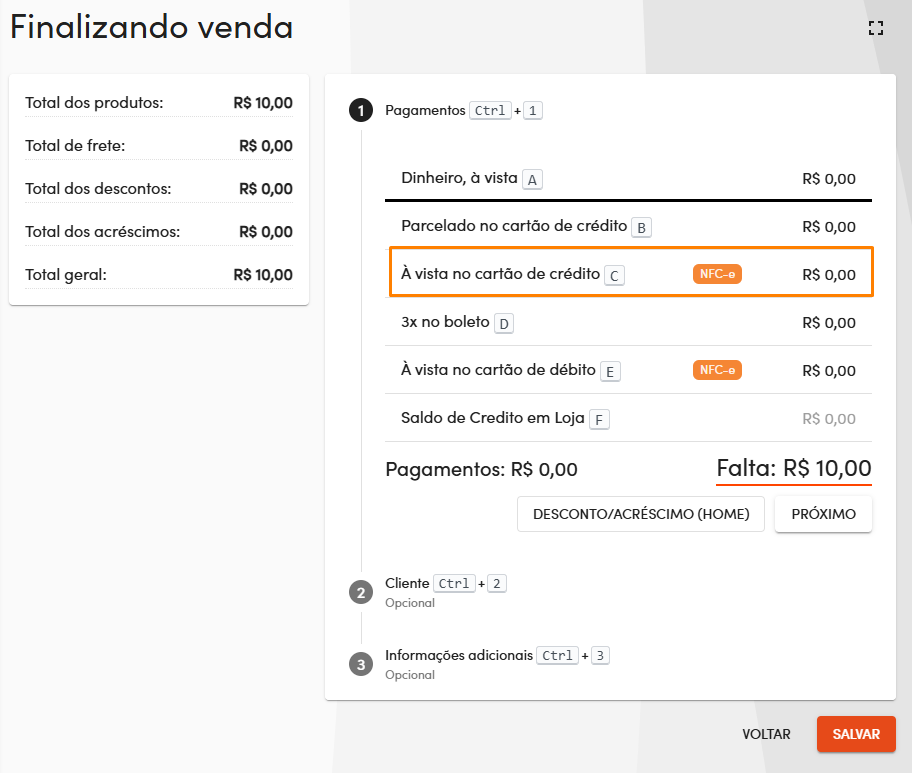 Finalizando venda
Total dos produtos: R$ 10,00
Total de frete: R$ 0,00
Total dos descontos: R$ 0,00
Total dos acréscimos: R$ 0,00
Total geral: R$ 10,00
1 Pagamentos Ctrl + 1
Dinheiro, à vista A R$ 0,00
Parcelado no cartão de crédito B R$ 0,00
À vista no cartão de crédito C NFC-e R$ 0,00
3x no boleto D R$ 0,00
À vista no cartão de débito E NFC-e R$ 0,00
Saldo de Credito em Loja F R$ 0,00
Pagamentos: R$ 0,00 Falta: R$ 10,00
DESCONTO/ACRÉSCIMO (HOME) PRÓXIMO
2 Cliente Ctrl + 2
Opcional
3 Informações adicionais Ctrl + 3
Opcional
VOLTAR SALVAR